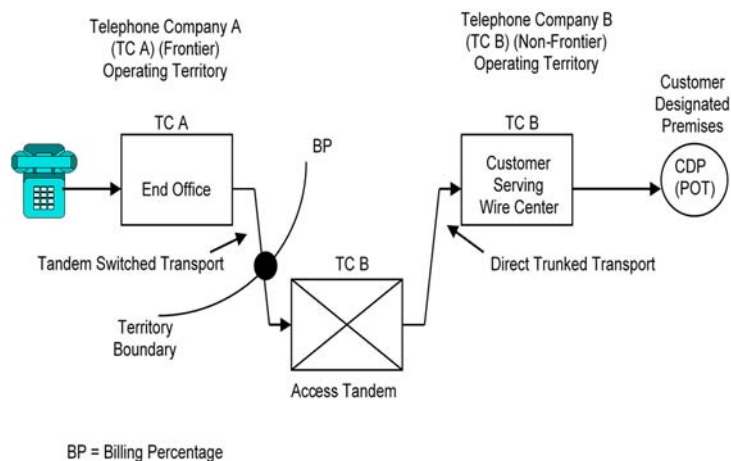 Telephone Company A
(TC A) (Frontier)
Operating Territory
Telephone Company B
(TC B) (Non-Frontier)
Operating Territory
Customer
Designated
Premises
TC A
BP
TC B
End Office
Customer
Serving
Wire Center
CDP
(POT)
Tandem Switched Transport
TC B
Direct Trunked Transport
Territory
Boundary
Access Tandem
BP = Billing Percentage